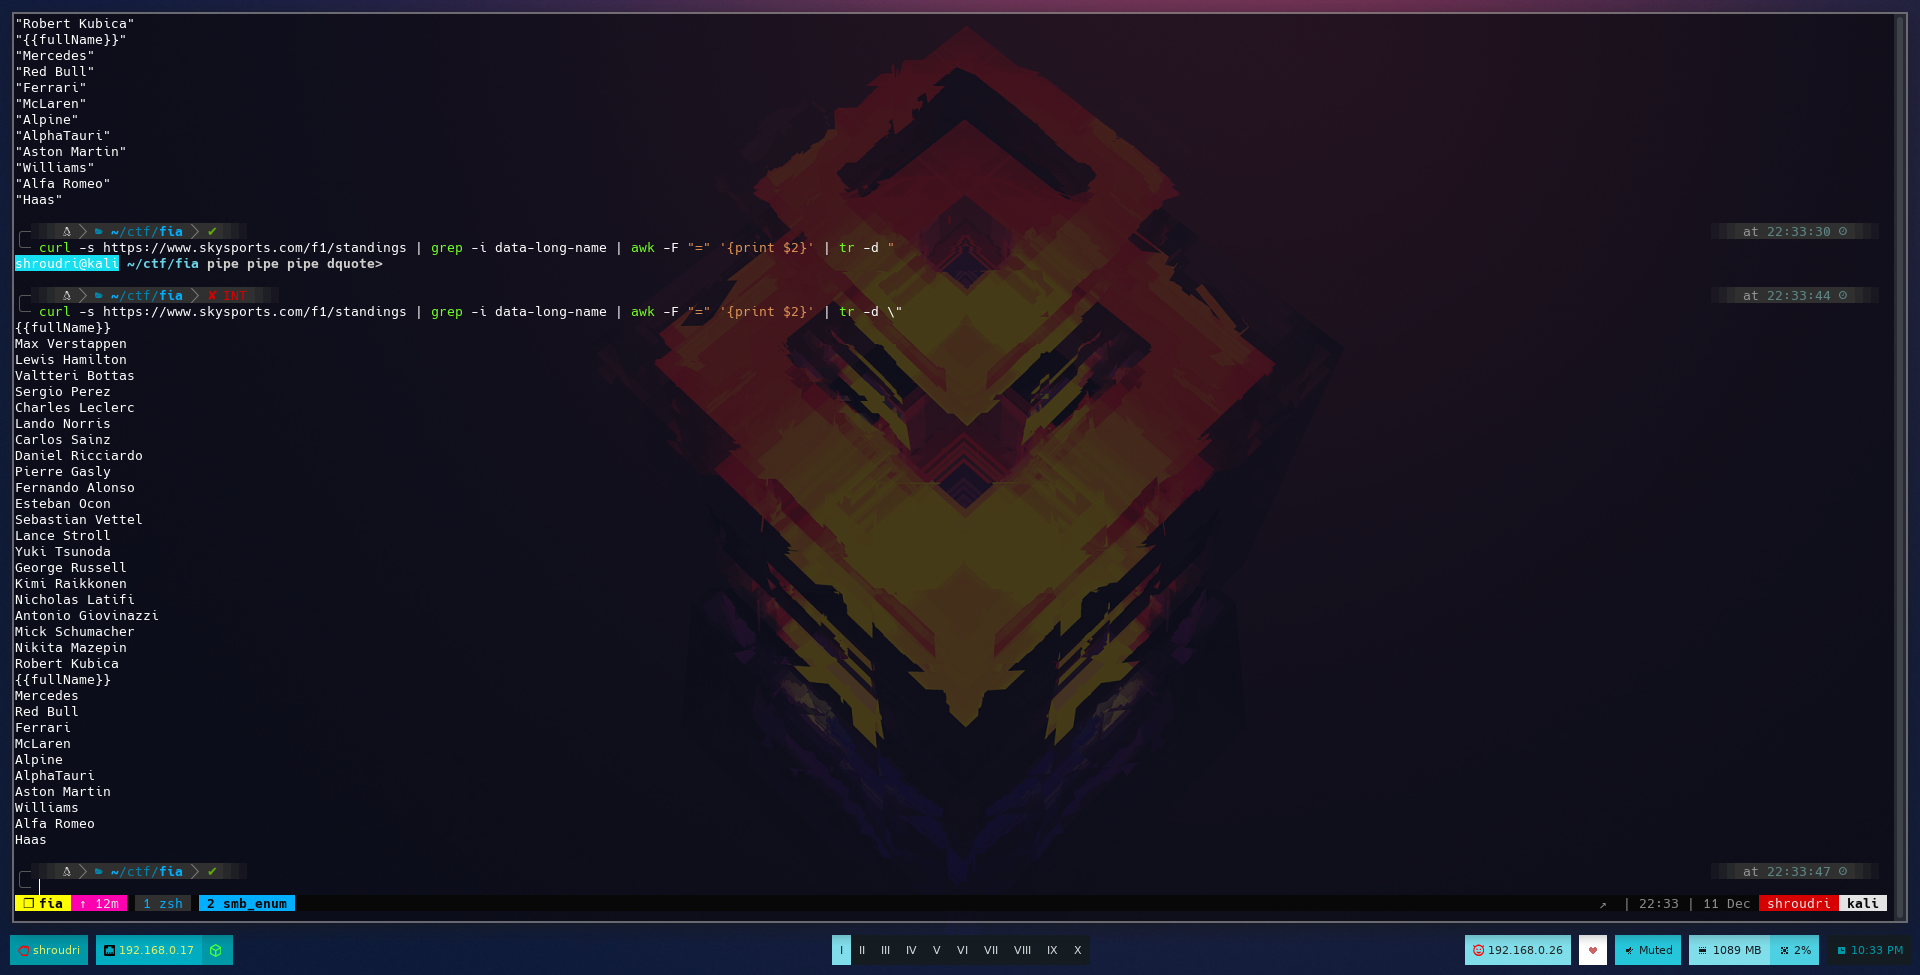 "Robert Kubica"
"{{fullName}}"
"Mercedes"
"Red Bull"
"Ferrari"
"McLaren"
"Alpine"
"AlphaTauri"
"Aston Martin"
"Williams"
"Alfa Romeo"
"Haas"
~/ctf/fia ✔ at 22:33:30
curl -s https://www.skysports.com/f1/standings | grep -i data-long-name | awk -F "=" '{print $2}' | tr -d "
shroudri@kali ~/ctf/fia pipe pipe pipe dquote>
~/ctf/fia ✘ INT at 22:33:44
curl -s https://www.skysports.com/f1/standings | grep -i data-long-name | awk -F "=" '{print $2}' | tr -d \"
{{fullName}}
Max Verstappen
Lewis Hamilton
Valtteri Bottas
Sergio Perez
Charles Leclerc
Lando Norris
Carlos Sainz
Daniel Ricciardo
Pierre Gasly
Fernando Alonso
Esteban Ocon
Sebastian Vettel
Lance Stroll
Yuki Tsunoda
George Russell
Kimi Raikkonen
Nicholas Latifi
Antonio Giovinazzi
Mick Schumacher
Nikita Mazepin
Robert Kubica
{{fullName}}
Mercedes
Red Bull
Ferrari
McLaren
Alpine
AlphaTauri
Aston Martin
Williams
Alfa Romeo
Haas
~/ctf/fia ✔ at 22:33:47
❐ fia ↑ 12m 1 zsh 2 smb_enum ↗ | 22:33 | 11 Dec shroudri kali
shroudri 192.168.0.17 I II III IV V VI VII VIII IX X 192.168.0.26 Muted 1089 MB 2% 10:33 PM